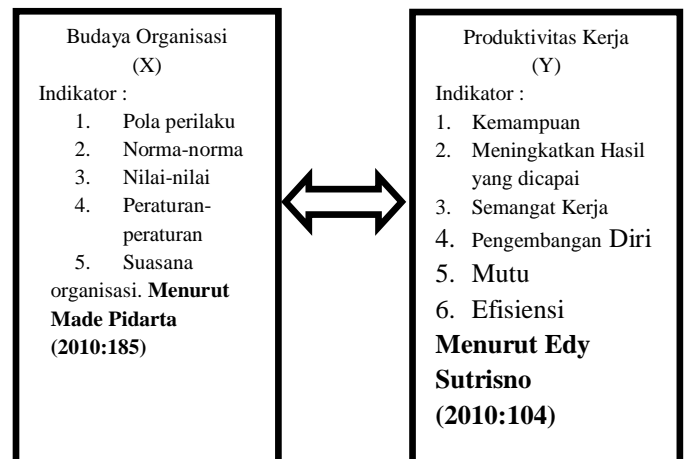 Budaya Organisasi
(X)
Indikator :
1. Pola perilaku
2. Norma-norma
3. Nilai-nilai
4. Peraturan-
peraturan
5. Suasana
organisasi. Menurut
Made Pidarta
(2010:185)
Produktivitas Kerja
(Y)
Indikator :
1. Kemampuan
2. Meningkatkan Hasil
yang dicapai
3. Semangat Kerja
4. Pengembangan Diri
5. Mutu
6. Efisiensi
Menurut Edy
Sutrisno
(2010:104)